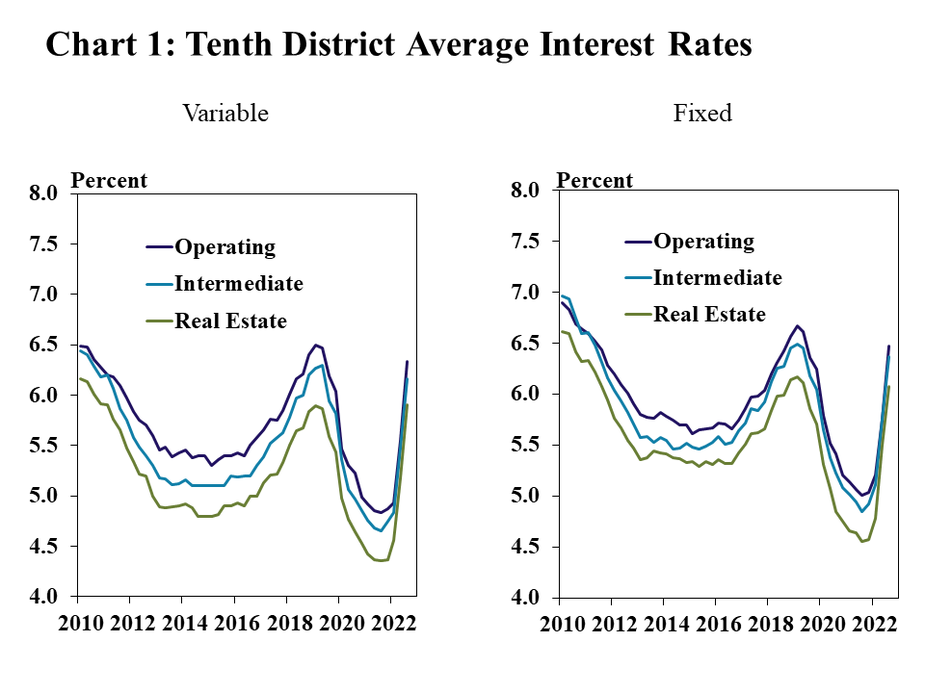 Chart 1: Tenth District Average Interest Rates
Variable
Percent
8.0
7.5
7.0
6.5
6.0
5.5
5.0
4.5
4.0
Operating
Intermediate
Real Estate
2010 2012 2014 2016 2018 2020 2022
Fixed
Percent
8.0
7.5
7.0
6.5
6.0
5.5
5.0
4.5
4.0
Operating
Intermediate
Real Estate
2010 2012 2014 2016 2018 2020 2022